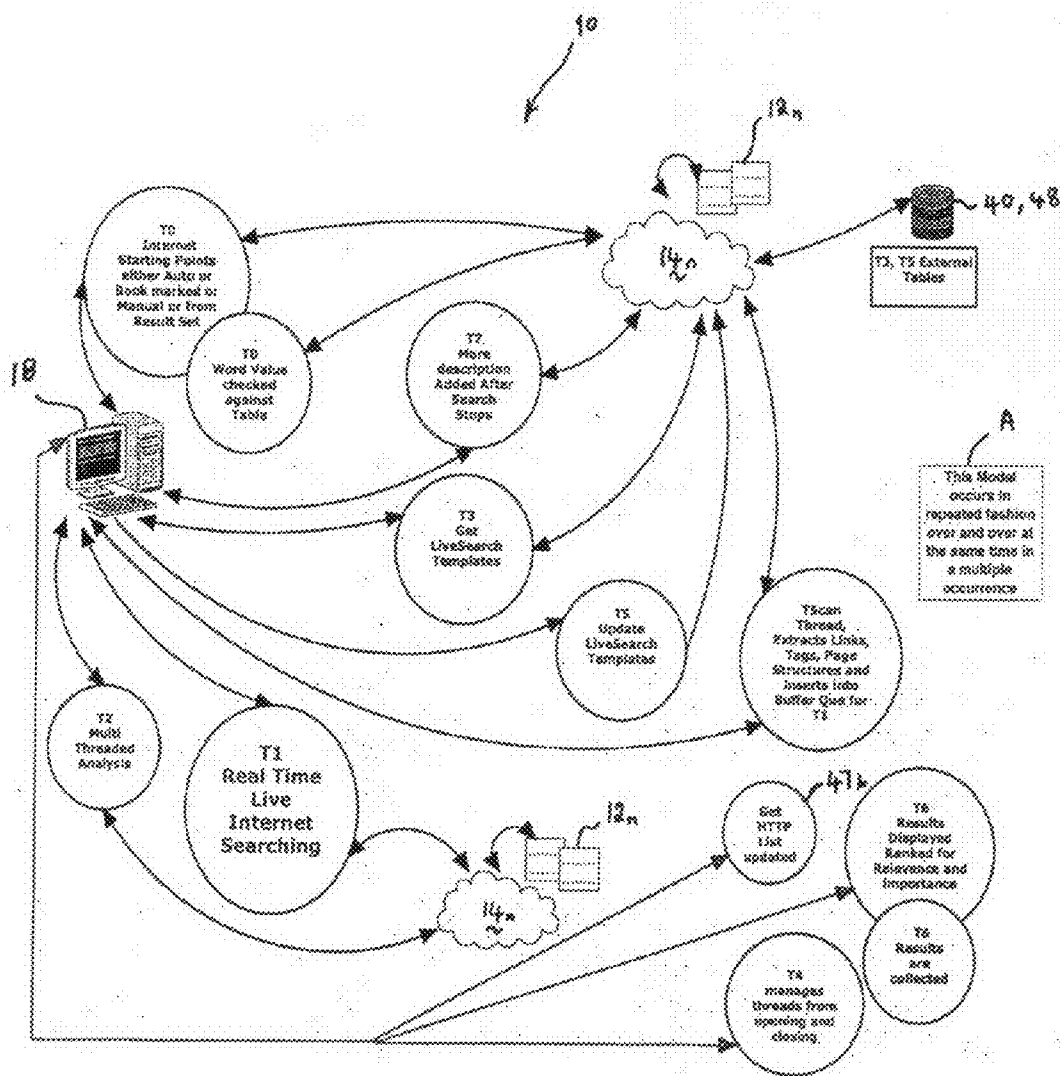 10
12n
14n
40, 48
T3, T5 External
Tables
T0
Internet
Starting Points
either Auto or
Book marked or
Manual or from
Result Set
T8
Word Value
checked
against
Table
T7
More
description
Added After
Search
Stops
18
A
This Model
occurs in
repeated fashion
over and over at
the same time in
a multiple
occurrence
T3
Get
LiveSearch
Templates
T5
Update
LiveSearch
Templates
TScan
Thread,
Extracts Links,
Tags, Page
Structures and
Inserts into
Buffer Que for
T2
Multi
Threaded
Analysis
T1
Real Time
Live
Internet
Searching
12n
14n
47b
Get
HTTP
List
updated
T6
Results
Displayed
Ranked for
Relevance and
Importance
Results
are
collected
T4
manages
threads from
opening and
closing